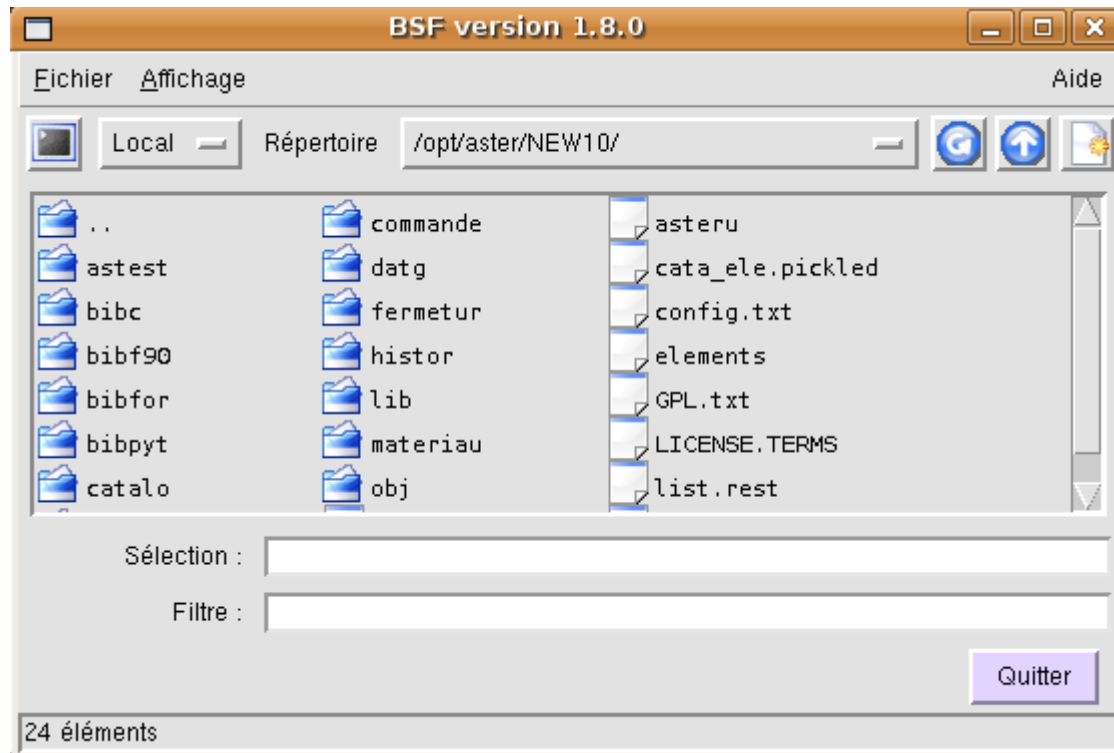 BSF version 1.8.0
Fichier Affichage Aide
Local Répertoire /opt/aster/NEW10/
.. commande asteru
astest datg cata_ele.pickled
bibc fermetur config.txt
bibf90 histor elements
bibfor lib GPL.txt
bibpyt materiau LICENSE.TERMS
catalo obj list.rest
Sélection :
Filtre :
Quitter
24 éléments